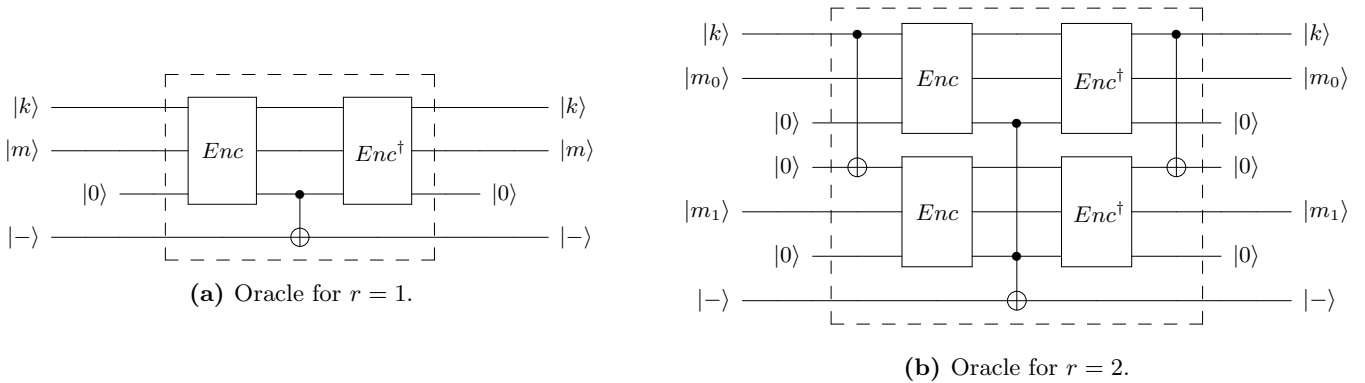 |k⟩ |k⟩
|m⟩ Enc Enc† |m⟩
|0⟩ |0⟩
|−⟩ |−⟩
(a) Oracle for r = 1.
|k⟩ |k⟩
|m₀⟩ Enc Enc† |m₀⟩
|0⟩ |0⟩
|0⟩ |0⟩
|m₁⟩ Enc Enc† |m₁⟩
|0⟩ |0⟩
|−⟩ |−⟩
(b) Oracle for r = 2.